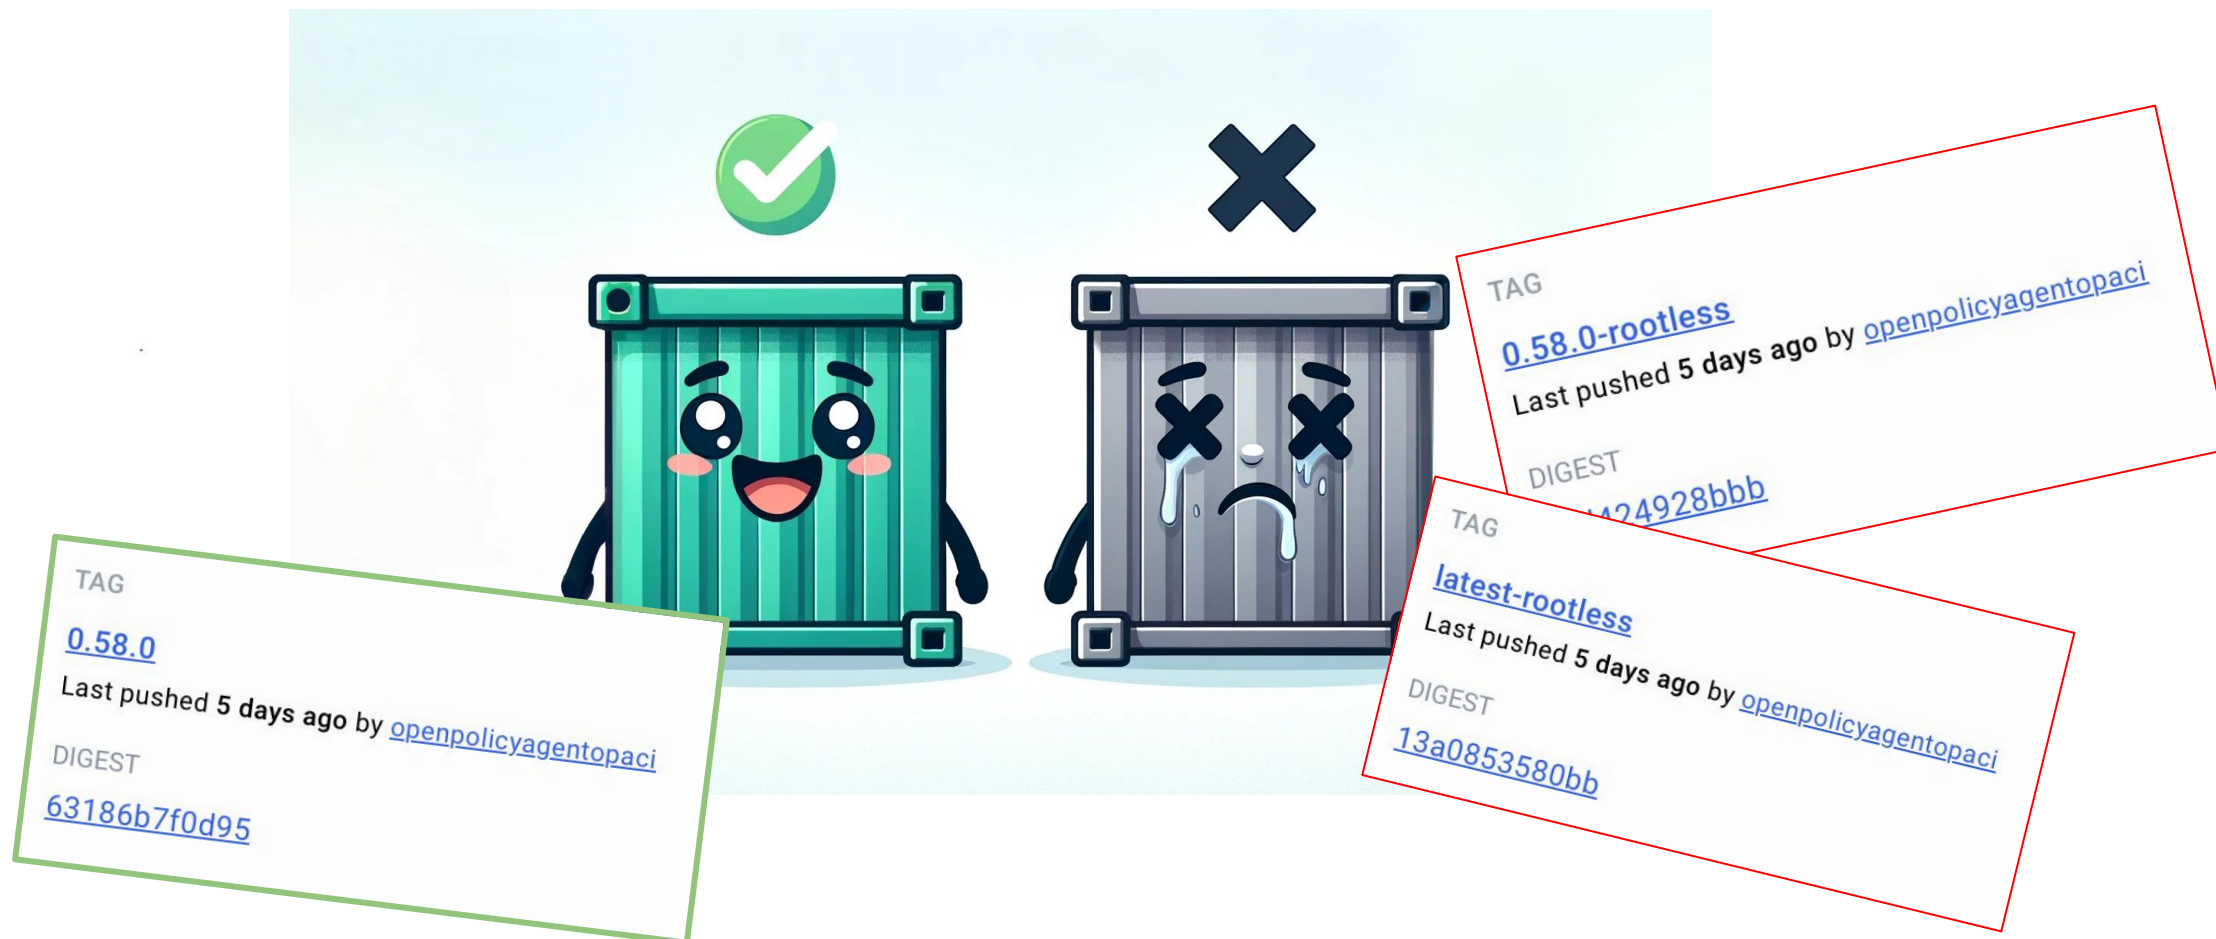 TAG
0.58.0-rootless
Last pushed 5 days ago by openpolicyagentopaci
DIGEST
424928bbb
TAG
latest-rootless
Last pushed 5 days ago by openpolicyagentopaci
DIGEST
13a0853580bb
TAG
0.58.0
Last pushed 5 days ago by openpolicyagentopaci
DIGEST
63186b7f0d95